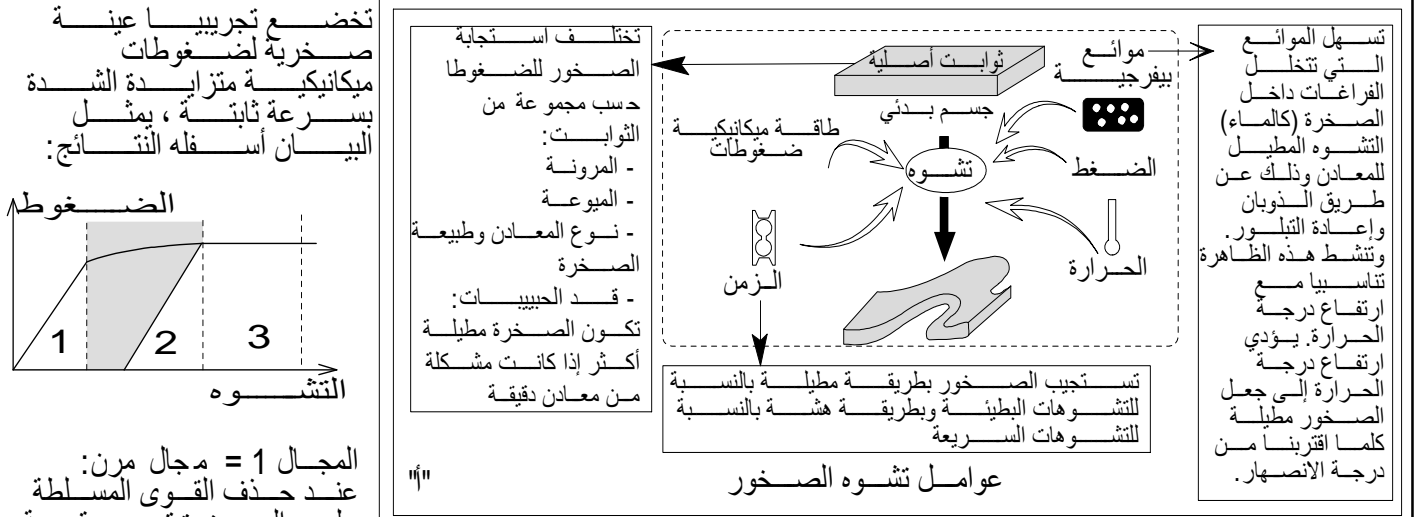 تسهل الموائع
التي تتخلل
الفراغات داخل
الصخرة (كالماء)
التشوه المطيل
للمعادن وذلك عن
طريق الذوبان
وإعادة التبلور.
وتنشط هذه الظاهرة
تناسبيا مع
ارتفاع درجة
الحرارة. يؤدي
ارتفاع درجة
الحرارة إلى جعل
الصخور مطيلة
كلما اقتربنا من
درجة الانصهار.
موائع
بيفرجية
ثوابت أصلية
جسم بدئي
طاقة ميكانيكية
ضغوطات
الضغط
تشوه
الحرارة
الزمن
تختلف استجابة
الصخور للضغوطا
حسب مجموعة من
الثوابت:
- المرونة
- الميوعة
- نوع المعادن وطبيعة
الصخرة
- قد الحبيبات:
تكون الصخرة مطيلة
أكثر إذا كانت مشكلة
من معادن دقيقة
تستجيب الصخور بطريقة مطيلة بالنسبة
للتشوهات البطيئة وبطريقة هشة بالنسبة
للتشوهات السريعة
عوامل تشوه الصخور
"أ"
تخضع تجريبيا عينة
صخرية لضغوطات
ميكانيكية متزايدة الشدة
بسرعة ثابتة ، يمثل
البيان أسفله النتائج:
الضغوط
1 2 3
التشوه
المجال 1 = مجال مرن:
عند حذف القوى المسلطة